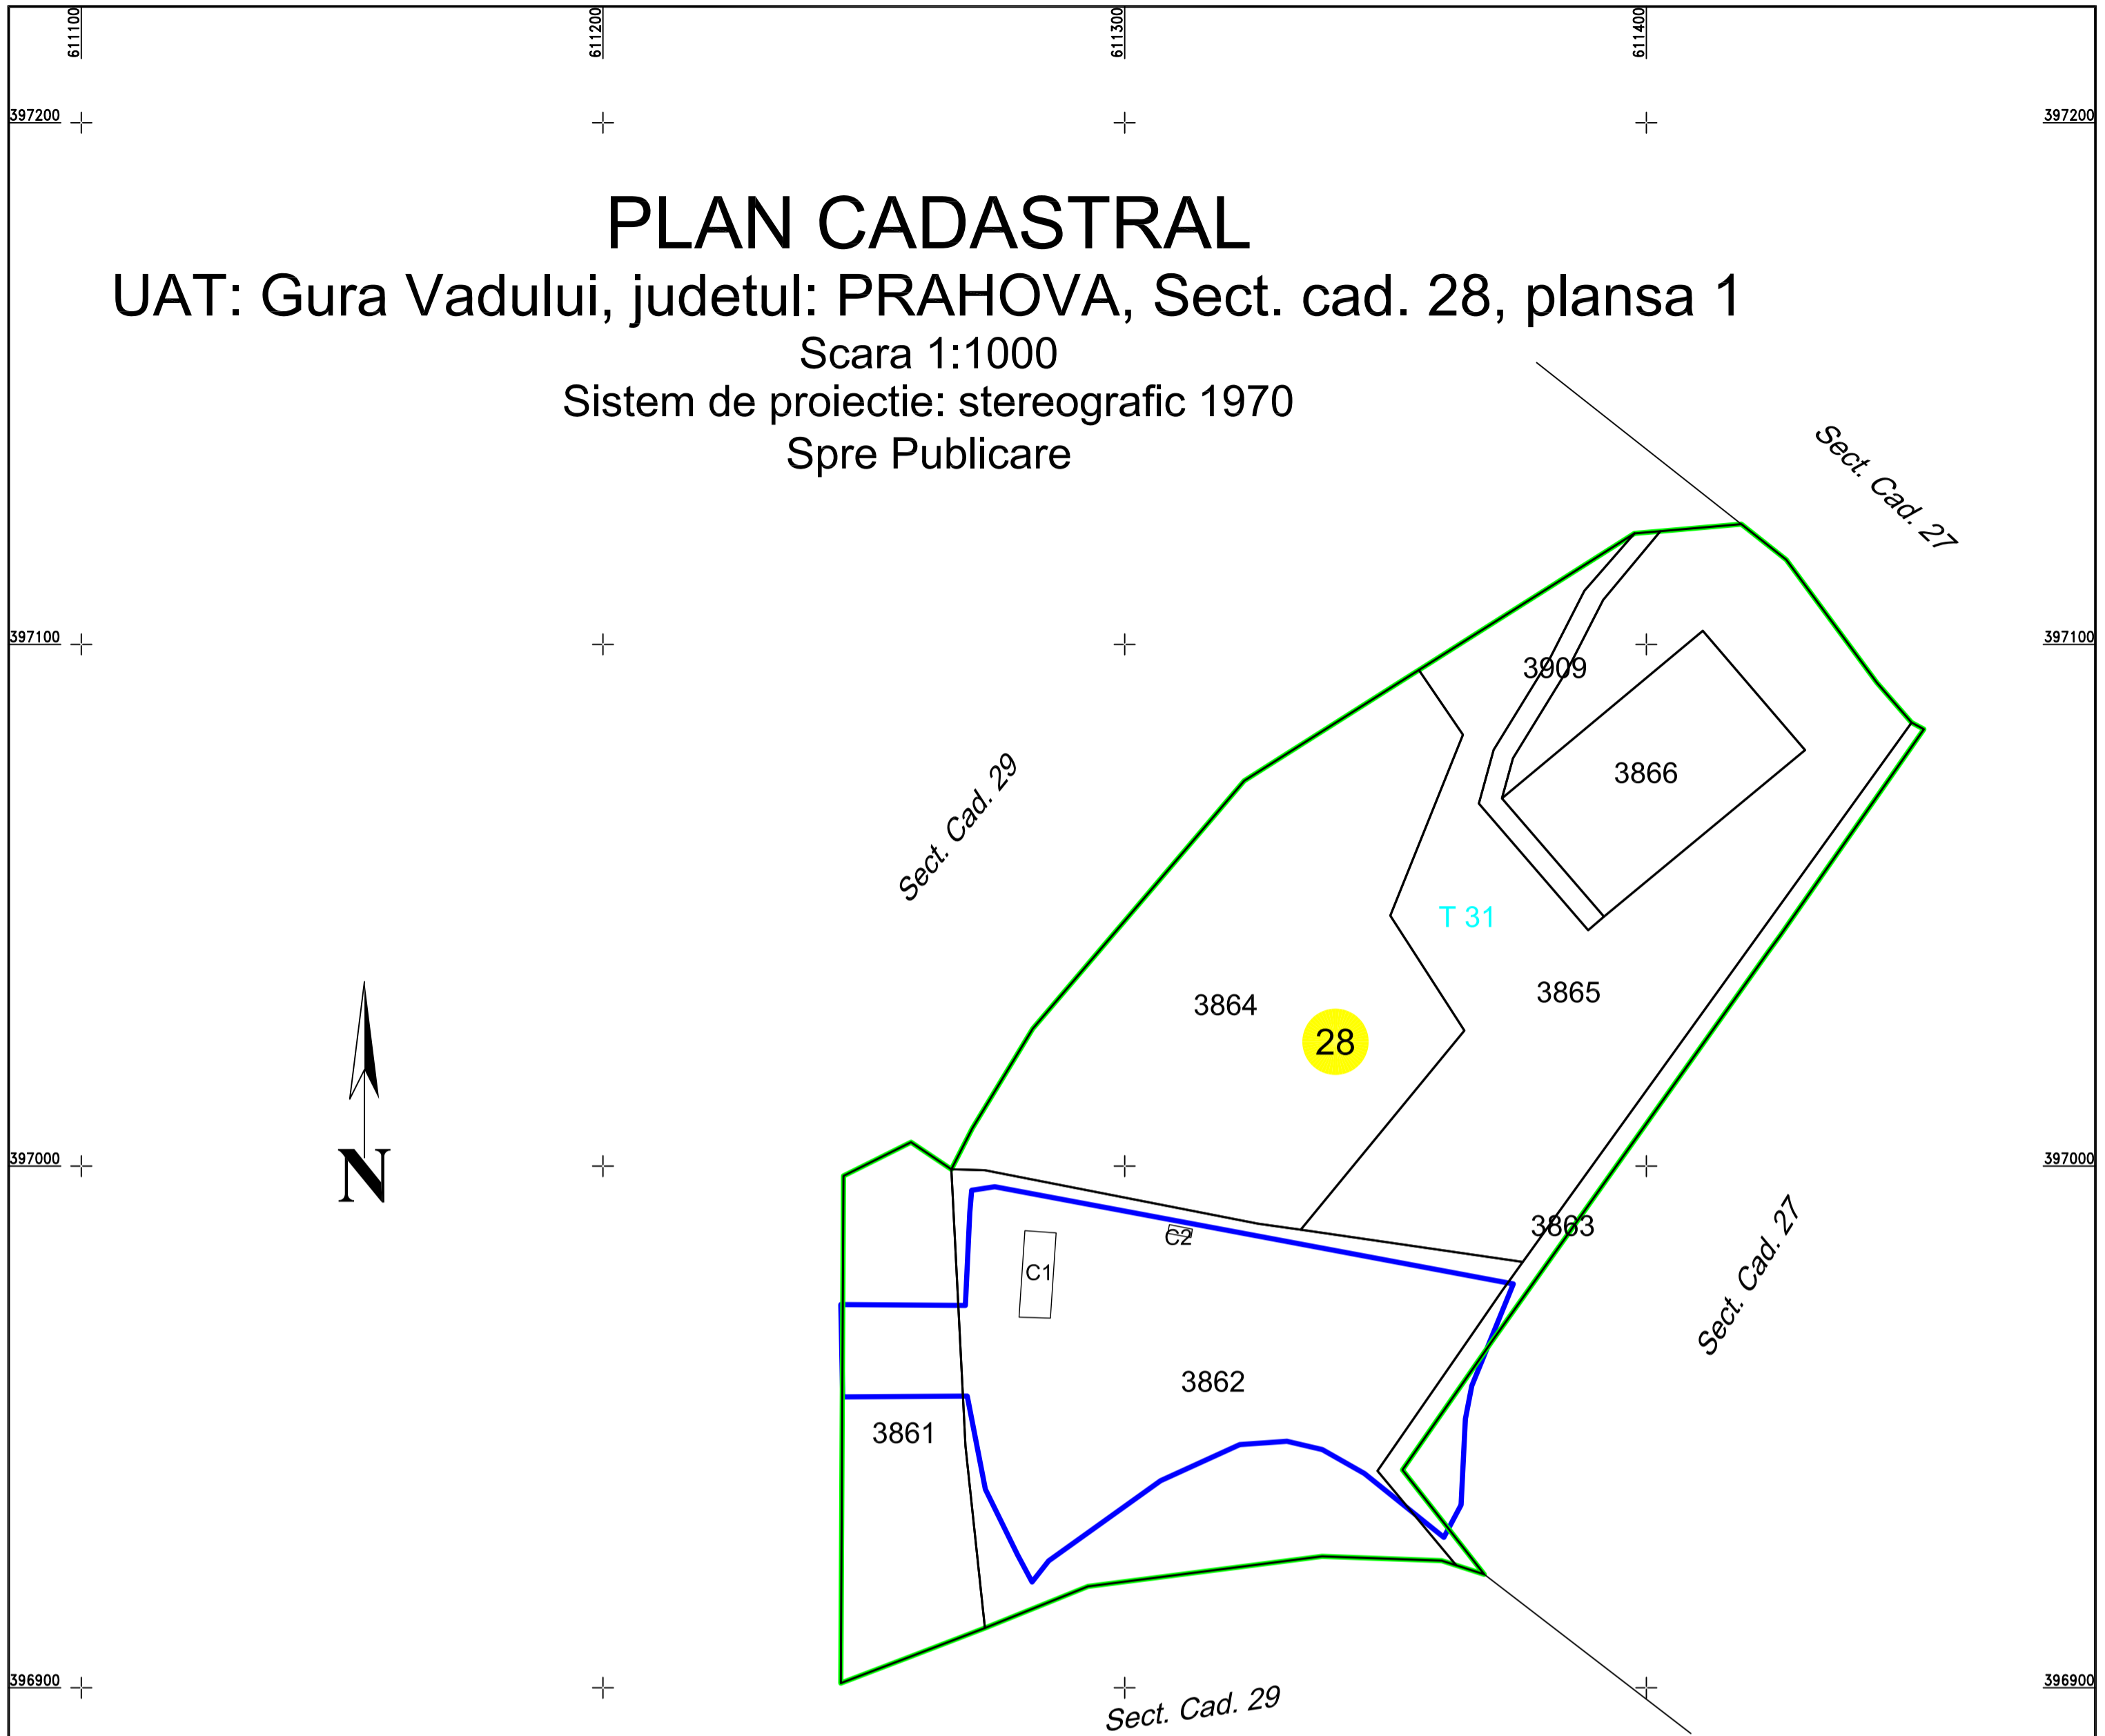 611100 611200 611300 611400
397200 397200
PLAN CADASTRAL
UAT: Gura Vadului, judetul: PRAHOVA, Sect. cad. 28, plansa 1
Scara 1:1000
Sistem de proiectie: stereografic 1970
Spre Publicare
Sect. Cad. 27
397100 397100
3909
3866
Sect. Cad. 29
T 31
3865
3864
28
N
397000 397000
3863
C2
C1
Sect. Cad. 27
3862
3861
396900 396900
Sect. Cad. 29